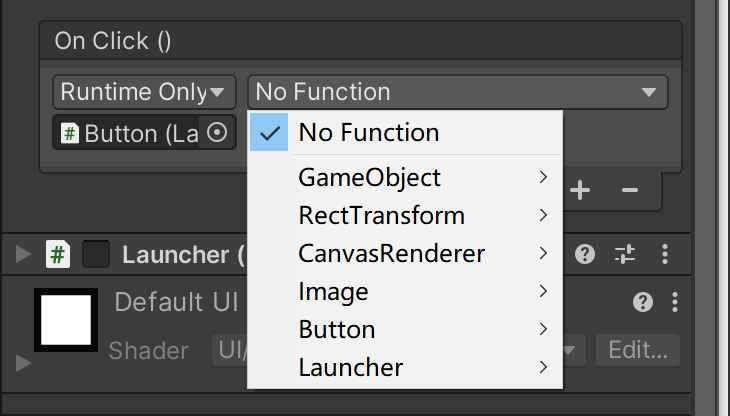 On Click ()
Runtime Only
No Function
Button (La
No Function
GameObject
RectTransform
CanvasRenderer
Image
Button
Launcher
Launcher (
Default UI
Shader
UI/
Edit...